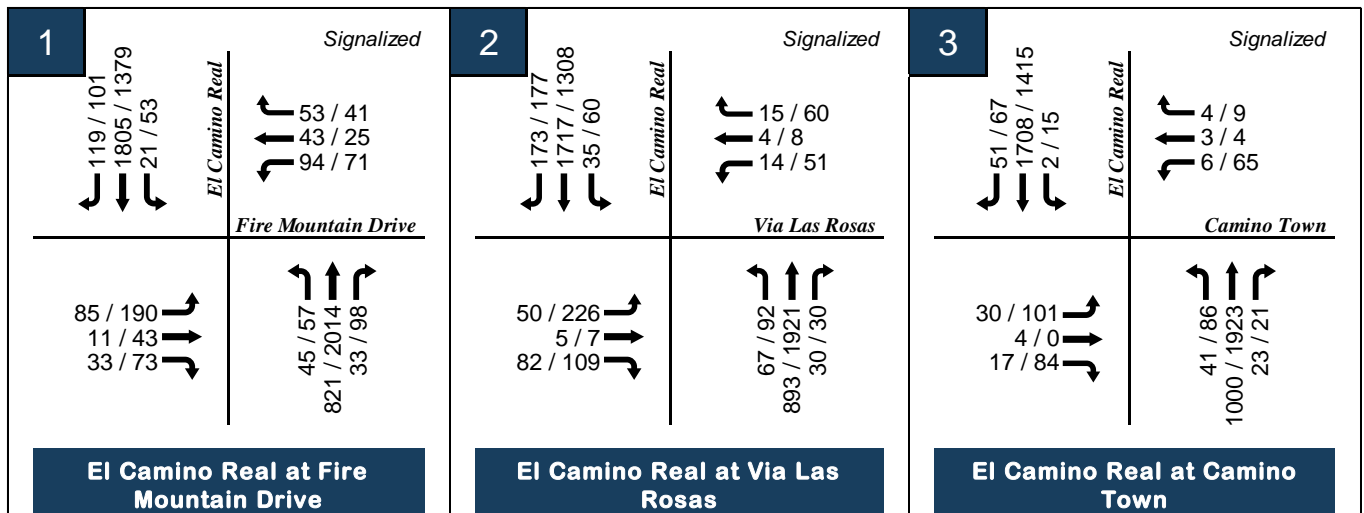 1
Signalized
119 / 101
1805 / 1379
21 / 53
El Camino Real
53 / 41
43 / 25
94 / 71
Fire Mountain Drive
85 / 190
11 / 43
33 / 73
45 / 57
821 / 2014
33 / 98
El Camino Real at Fire
Mountain Drive
2
Signalized
173 / 177
1717 / 1308
35 / 60
El Camino Real
15 / 60
4 / 8
14 / 51
Via Las Rosas
50 / 226
5 / 7
82 / 109
67 / 92
893 / 1921
30 / 30
El Camino Real at Via Las
Rosas
3
Signalized
51 / 67
1708 / 1415
2 / 15
El Camino Real
4 / 9
3 / 4
6 / 65
Camino Town
30 / 101
4 / 0
17 / 84
41 / 86
1000 / 1923
23 / 21
El Camino Real at Camino
Town